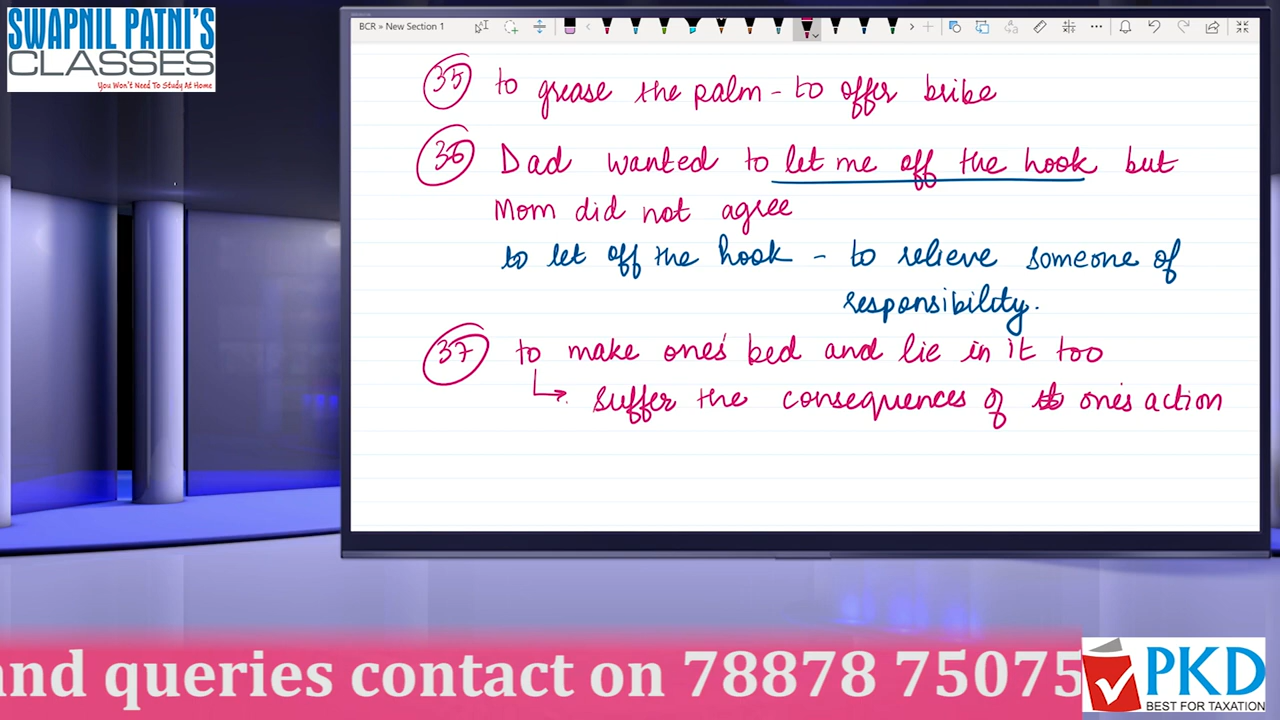 SWAPNIL PATNI'S
CLASSES
You Won't Need To Study At Home
BCR » New Section 1
35 to grease the palm - to offer bribe
36 Dad wanted to let me off the hook but
Mom did not agree
to let off the hook - to relieve someone of
responsibility.
37 to make one's bed and lie in it too
suffer the consequences of one's action
and queries contact on 78878 75075
PKD
BEST FOR TAXATION